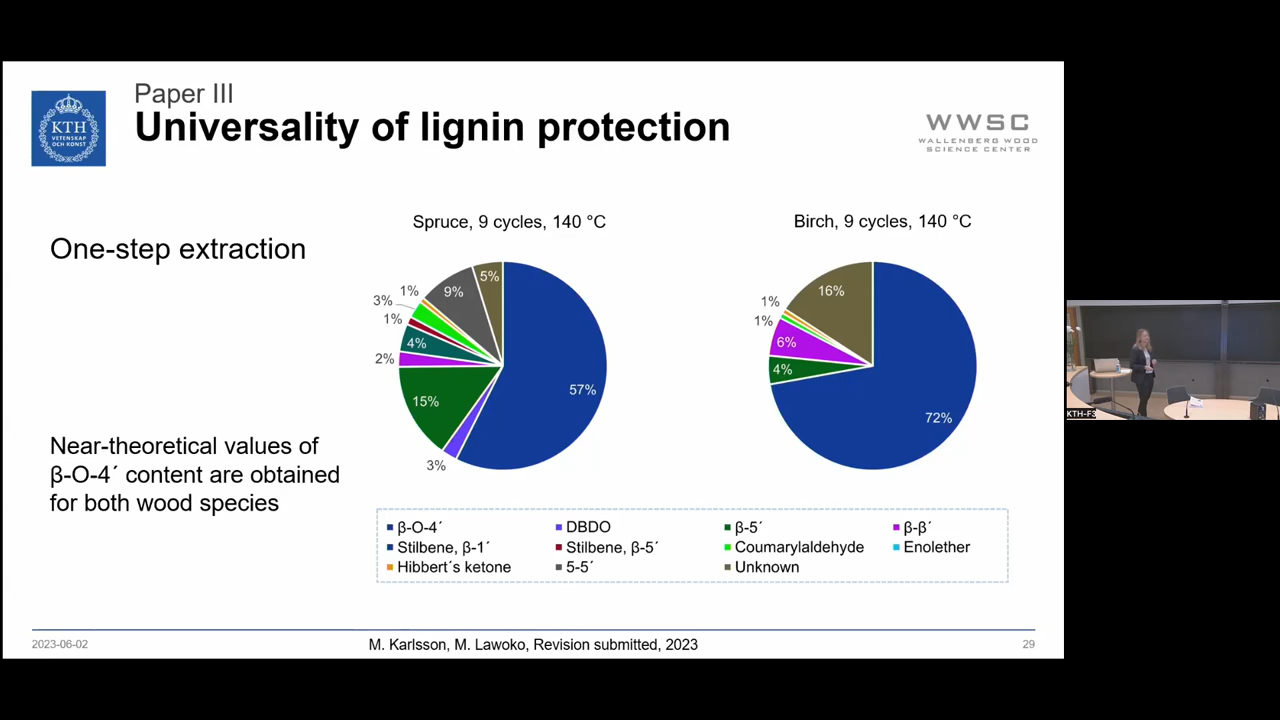 Paper III
Universality of lignin protection
KTH
VETENSKAP
OCH KONST
WWSC
WALLENBERG WOOD
SCIENCE CENTER
One-step extraction
Near-theoretical values of
β-O-4´ content are obtained
for both wood species
Spruce, 9 cycles, 140 °C
57%
3%
15%
2%
4%
1%
3%
1%
9%
5%
Birch, 9 cycles, 140 °C
72%
4%
6%
1%
1%
16%
β-O-4´ DBDO β-5´ β-β´
Stilbene, β-1´ Stilbene, β-5´ Coumarylaldehyde Enolether
Hibbert´s ketone 5-5´ Unknown
2023-06-02 M. Karlsson, M. Lawoko, Revision submitted, 2023 29
KTH-F3